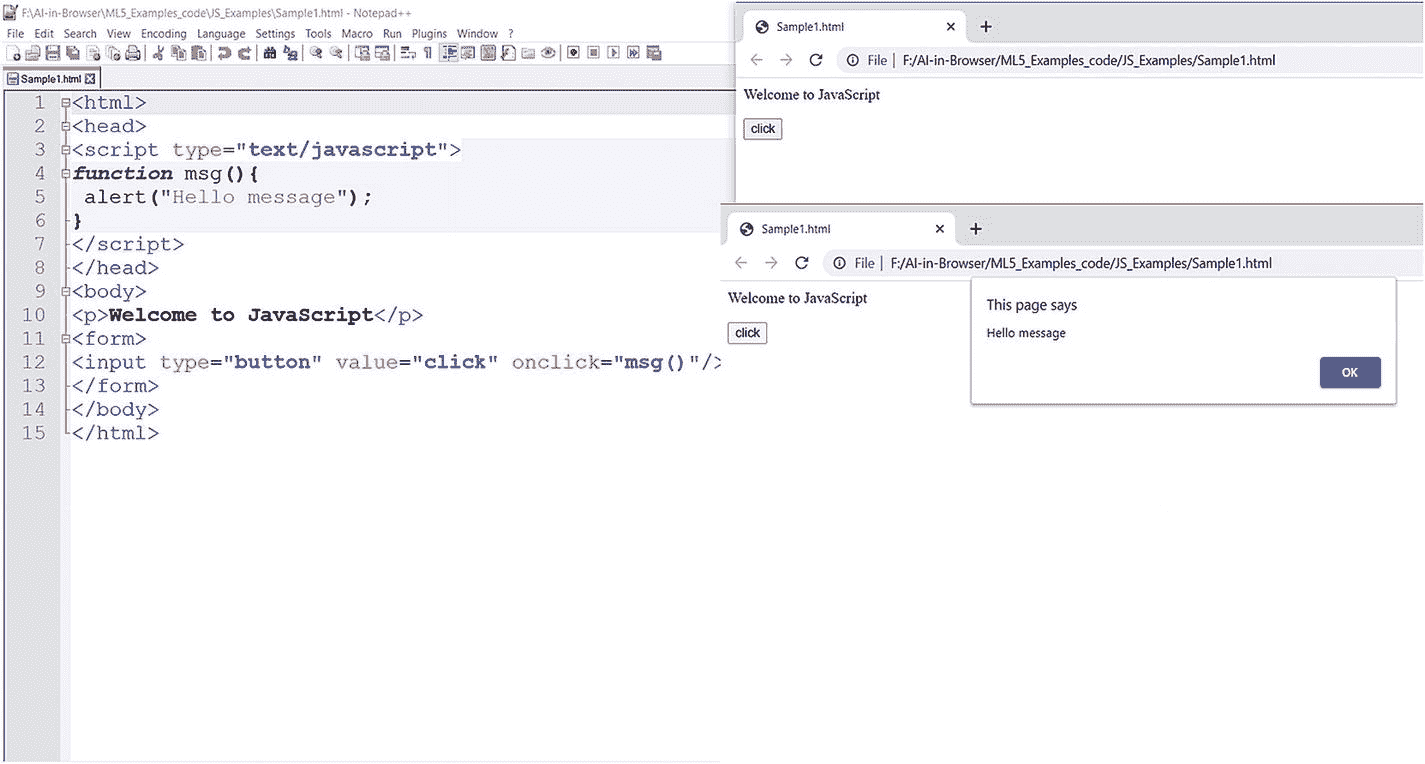 F:\AI-in-Browser\ML5_Examples_code\JS_Examples\Sample1.html - Notepad++
File Edit Search View Encoding Language Settings Tools Macro Run Plugins Window ?
Sample1.html
1 <html>
2 <head>
3 <script type="text/javascript">
4 function msg(){
5 alert("Hello message");
6 }
7 </script>
8 </head>
9 <body>
10 <p>Welcome to JavaScript</p>
11 <form>
12 <input type="button" value="click" onclick="msg()"/>
13 </form>
14 </body>
15 </html>
Sample1.html
File | F:/AI-in-Browser/ML5_Examples_code/JS_Examples/Sample1.html
Welcome to JavaScript
click
Sample1.html
File | F:/AI-in-Browser/ML5_Examples_code/JS_Examples/Sample1.html
Welcome to JavaScript
click
This page says
Hello message
OK